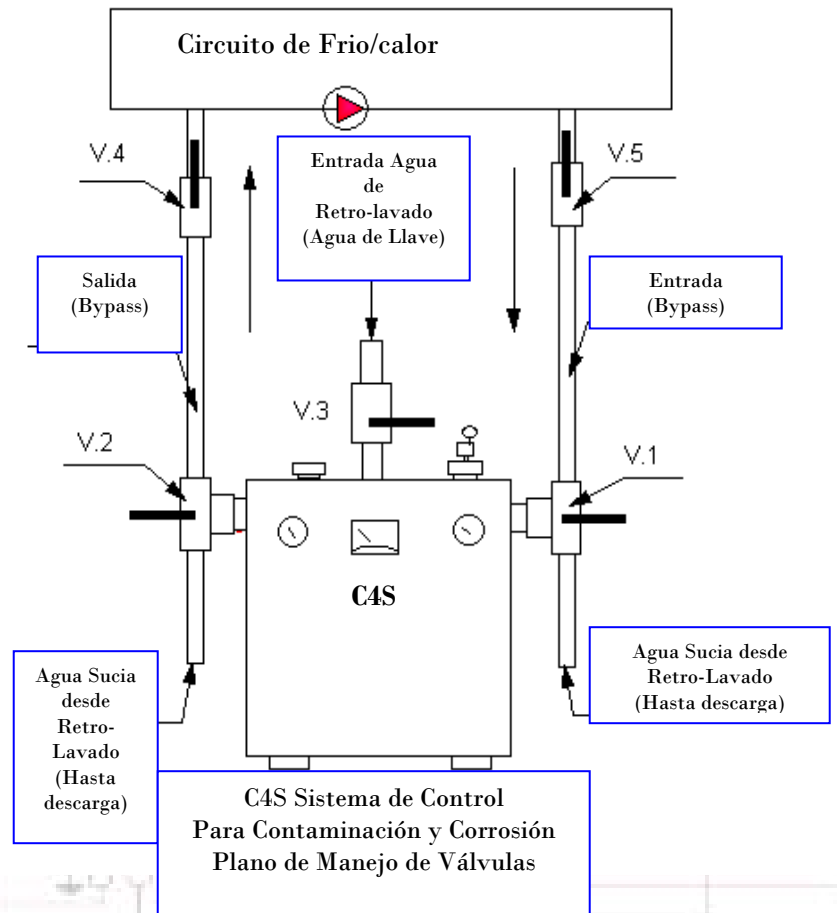 Circuito de Frio/calor
V.4
Entrada Agua
de
Retro-lavado
(Agua de Llave)
V.5
Salida
(Bypass)
Entrada
(Bypass)
V.3
V.2
V.1
C4S
Agua Sucia
desde
Retro-
Lavado
(Hasta
descarga)
Agua Sucia desde
Retro-Lavado
(Hasta descarga)
C4S Sistema de Control
Para Contaminación y Corrosión
Plano de Manejo de Válvulas